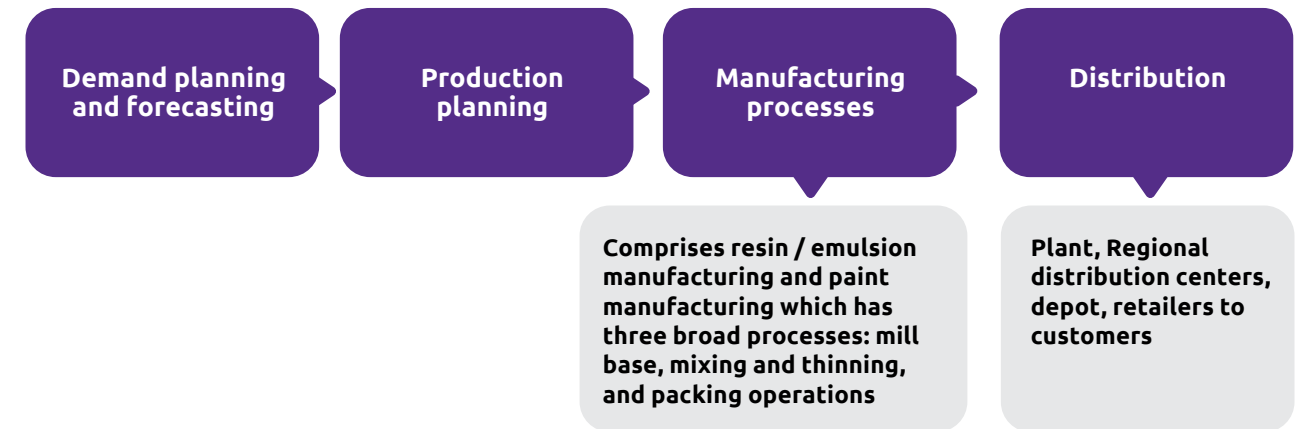 Demand planning
and forecasting
Production
planning
Manufacturing
processes
Distribution
Comprises resin / emulsion
manufacturing and paint
manufacturing which has
three broad processes: mill
base, mixing and thinning,
and packing operations
Plant, Regional
distribution centers,
depot, retailers to
customers